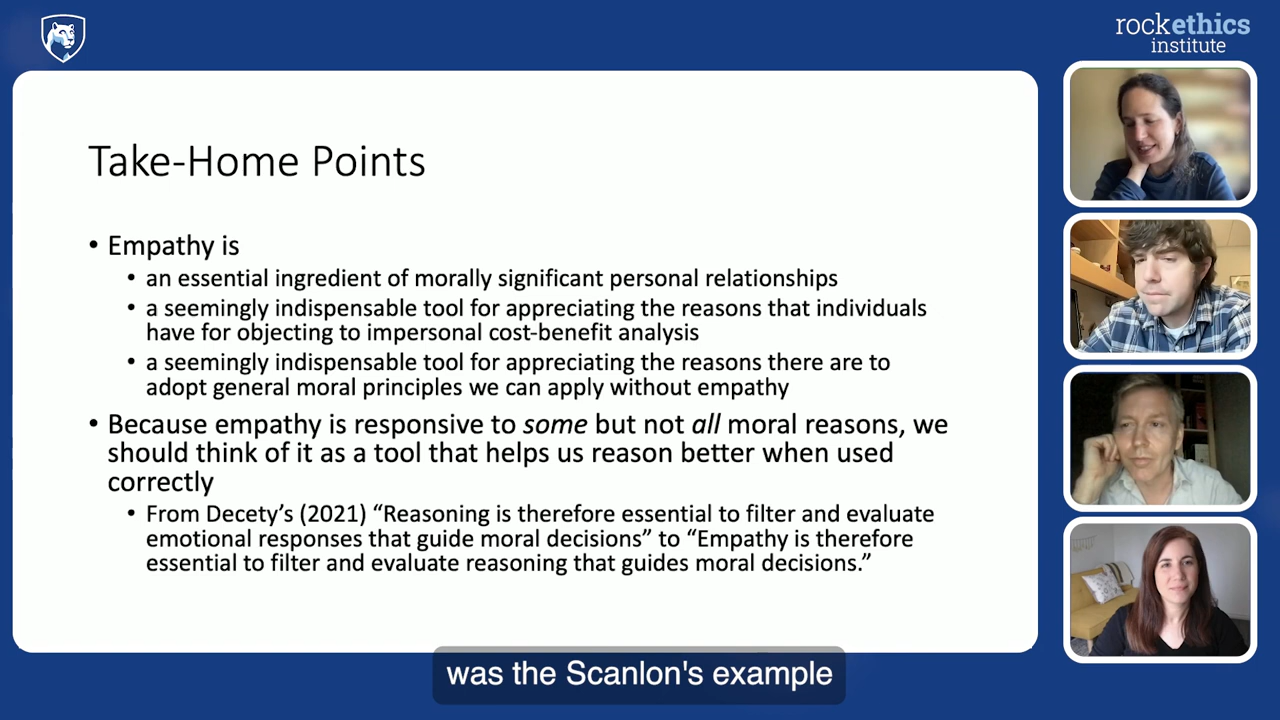 rockethics
institute
Take-Home Points
• Empathy is
• an essential ingredient of morally significant personal relationships
• a seemingly indispensable tool for appreciating the reasons that individuals
have for objecting to impersonal cost-benefit analysis
• a seemingly indispensable tool for appreciating the reasons there are to
adopt general moral principles we can apply without empathy
• Because empathy is responsive to some but not all moral reasons, we
should think of it as a tool that helps us reason better when used
correctly
• From Decety’s (2021) “Reasoning is therefore essential to filter and evaluate
emotional responses that guide moral decisions” to “Empathy is therefore
essential to filter and evaluate reasoning that guides moral decisions.”
was the Scanlon's example